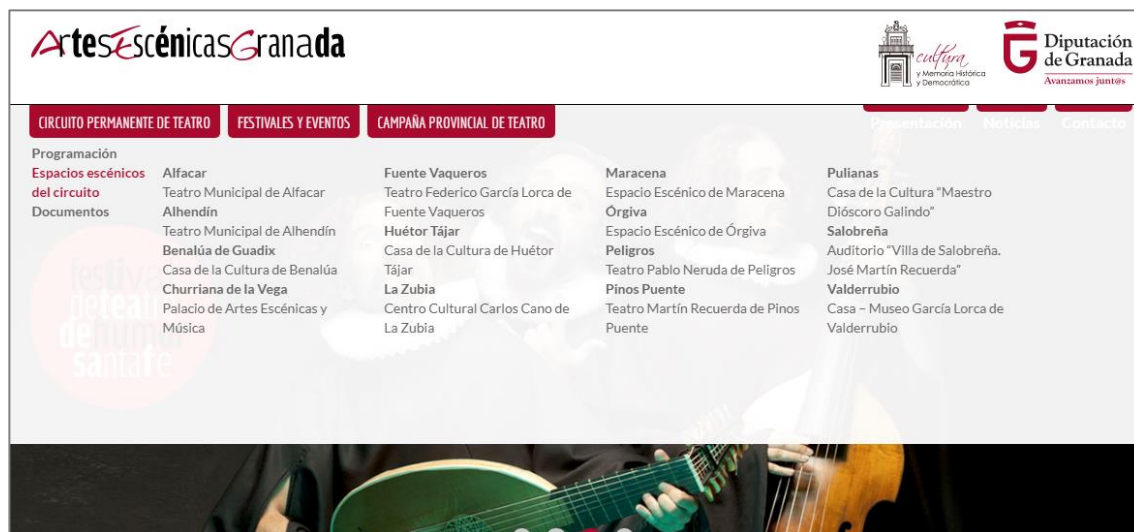 ArtesEscénicasGranada
cultura
y Memoria Histórica
y Democrática
Diputación
de Granada
Avanzamos junt@s
CIRCUITO PERMANENTE DE TEATRO
FESTIVALES Y EVENTOS
CAMPAÑA PROVINCIAL DE TEATRO
Presentación
Noticias
Contacto
Programación
Espacios escénicos
del circuito
Documentos
Alfacar
Teatro Municipal de Alfacar
Alhendín
Teatro Municipal de Alhendín
Benalúa de Guadix
Casa de la Cultura de Benalúa
Churriana de la Vega
Palacio de Artes Escénicas y
Música
Fuente Vaqueros
Teatro Federico García Lorca de
Fuente Vaqueros
Huétor Tájar
Casa de la Cultura de Huétor
Tájar
La Zubia
Centro Cultural Carlos Cano de
La Zubia
Maracena
Espacio Escénico de Maracena
Órgiva
Espacio Escénico de Órgiva
Peligros
Teatro Pablo Neruda de Peligros
Pinos Puente
Teatro Martín Recuerda de Pinos
Puente
Pulianas
Casa de la Cultura "Maestro
Dióscoro Galindo"
Salobreña
Auditorio "Villa de Salobreña.
José Martín Recuerda"
Valderrubio
Casa – Museo García Lorca de
Valderrubio
festival
deteatro
dehumor
santafe